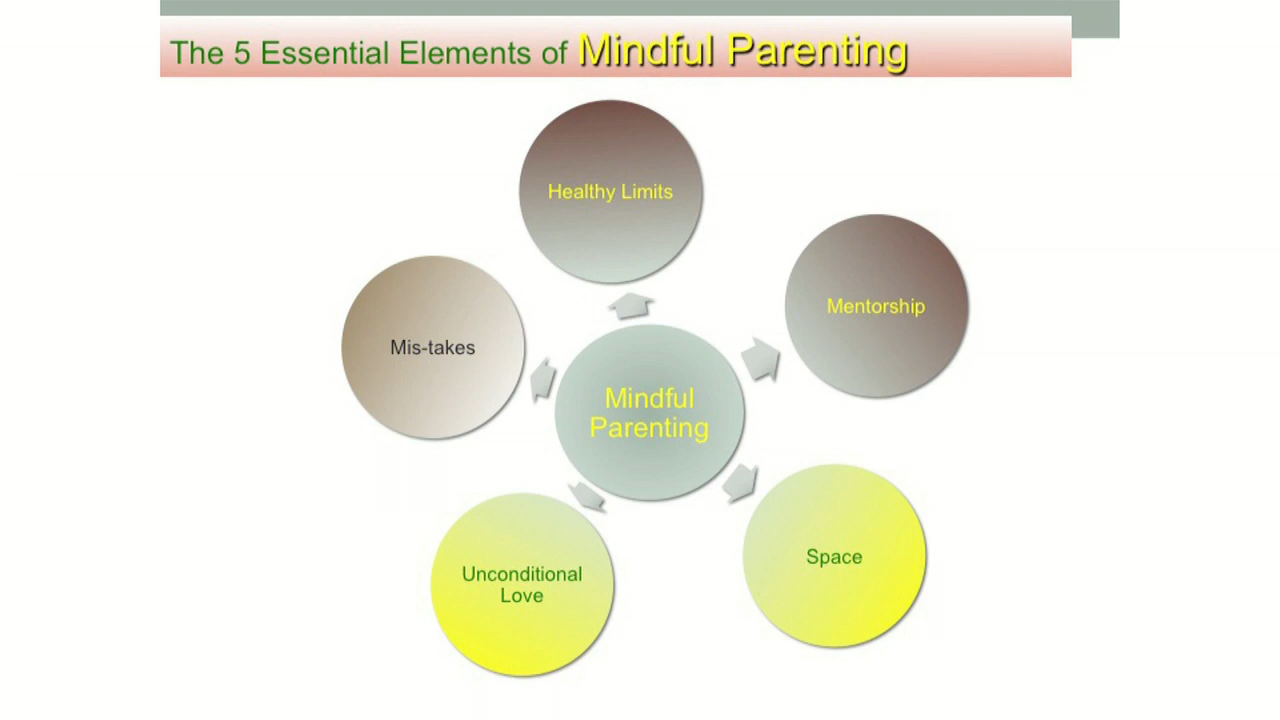 The 5 Essential Elements of Mindful Parenting
Healthy Limits
Mentorship
Mis-takes
Mindful
Parenting
Space
Unconditional
Love